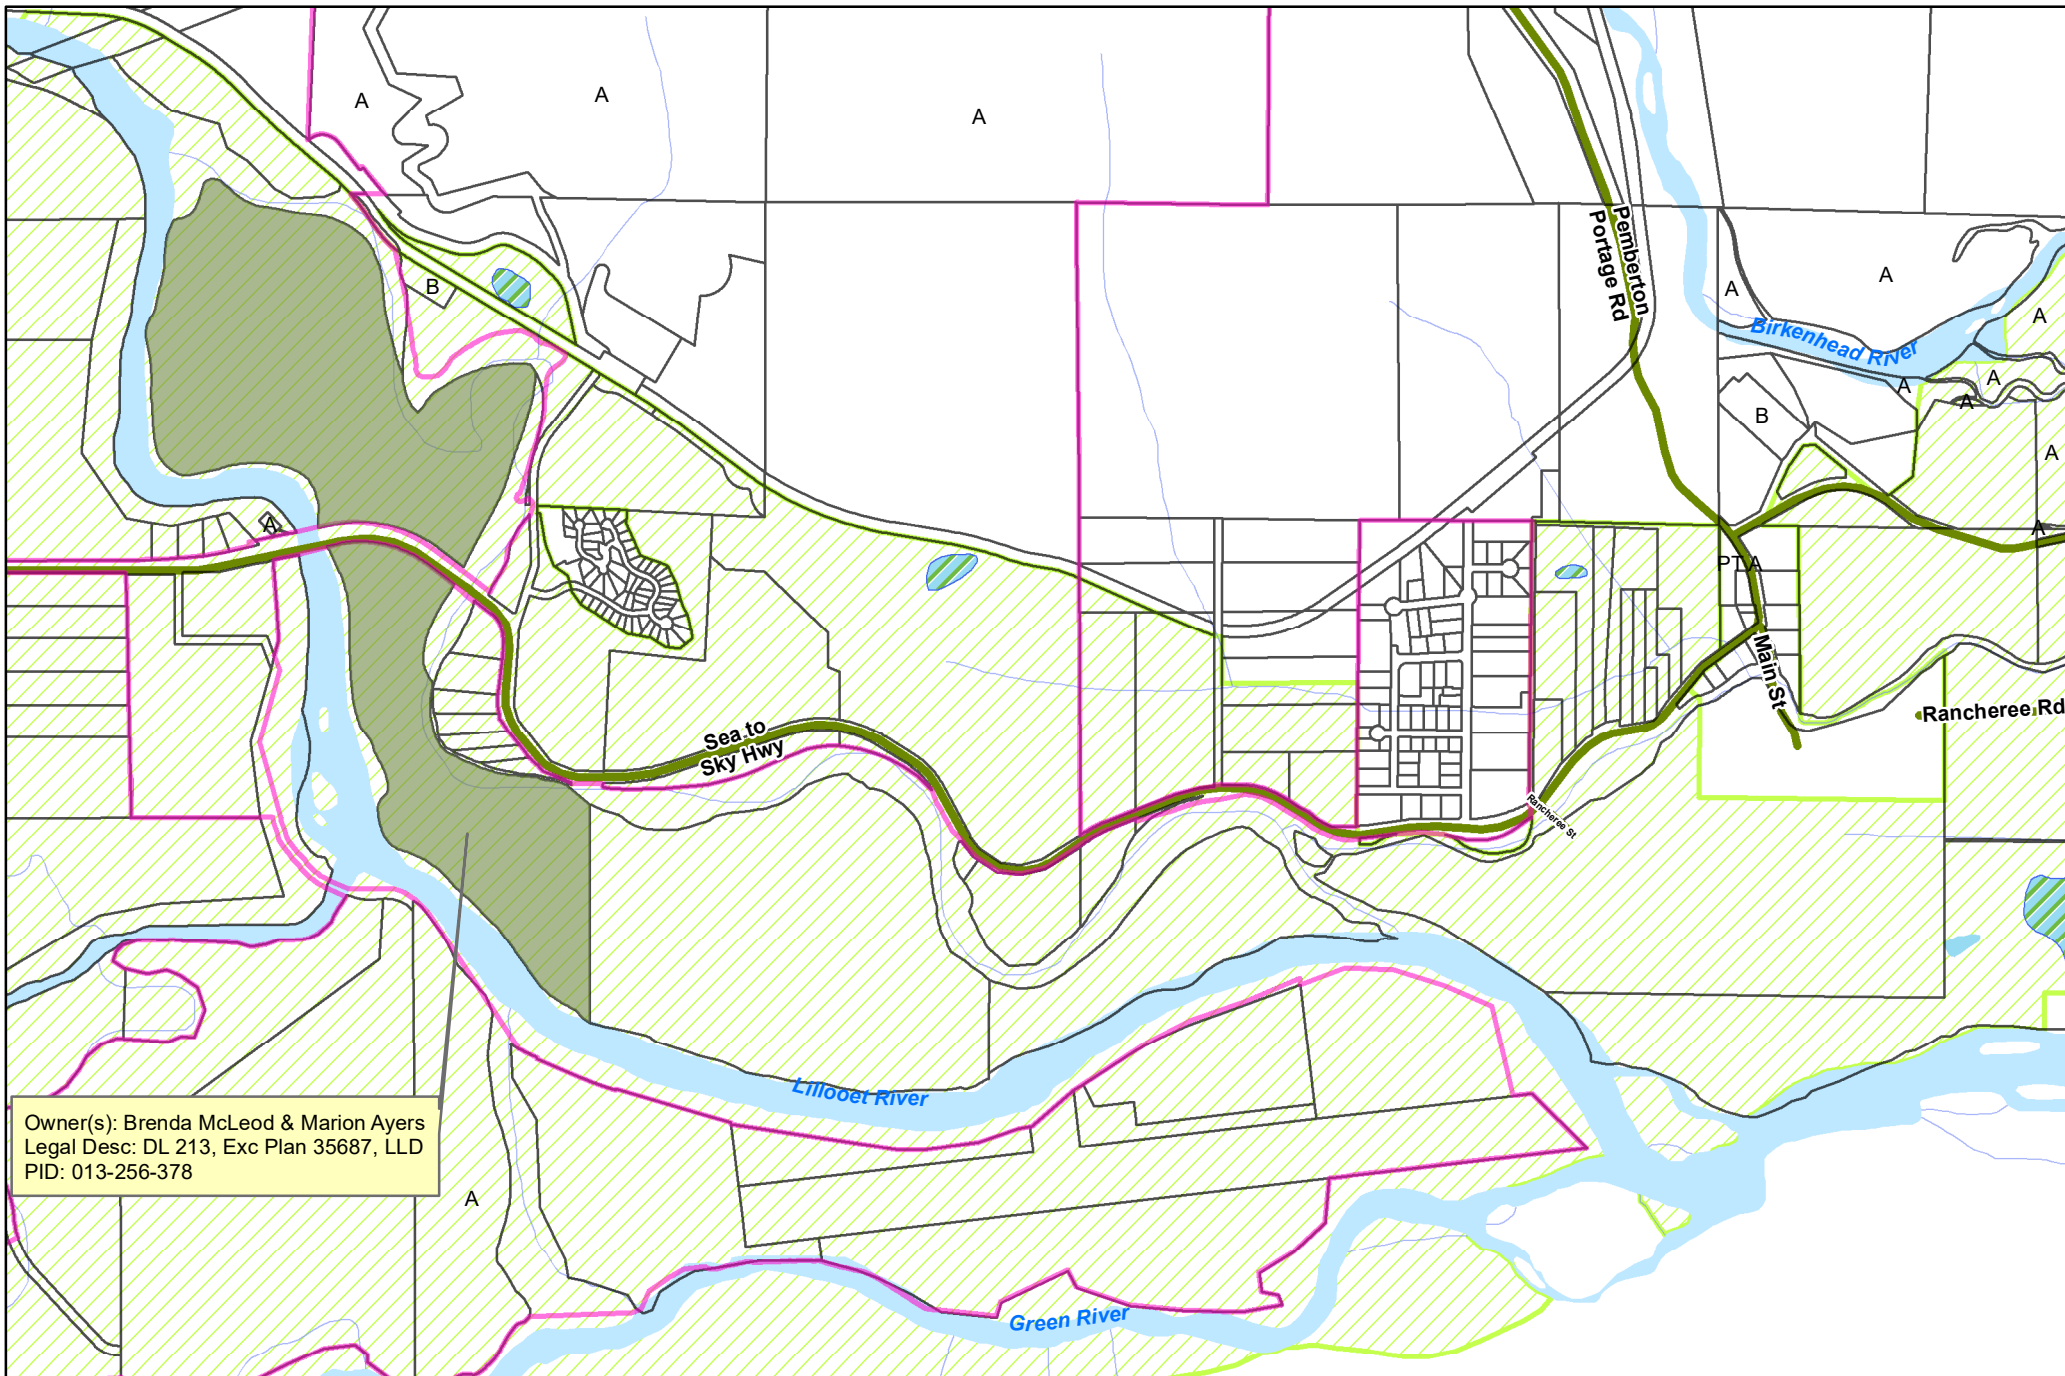 A
A
A
B
Pemberton
Portage Rd
A
A
A
Birkenhead River
A
A
A
B
A
A
A
PT A
Main St
Rancheree Rd
Sea to
Sky Hwy
Rancheree St
Lillooet River
Owner(s): Brenda McLeod & Marion Ayers
Legal Desc: DL 213, Exc Plan 35687, LLD
PID: 013-256-378
A
Green River